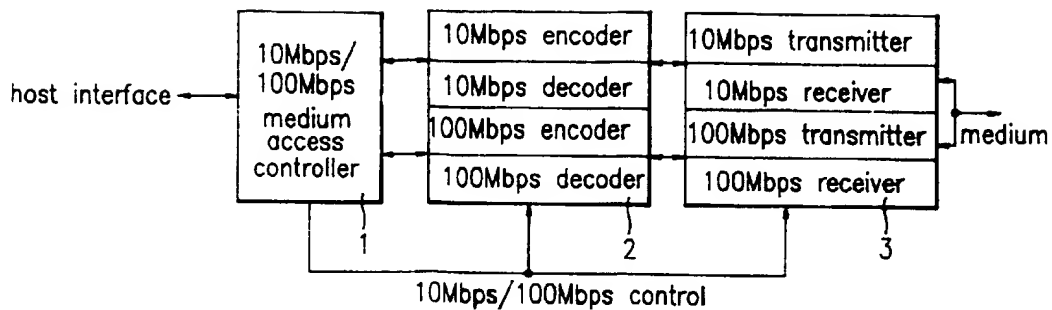 host interface
10Mbps/
100Mbps
medium
access
controller
10Mbps encoder
10Mbps decoder
100Mbps encoder
100Mbps decoder
10Mbps transmitter
10Mbps receiver
100Mbps transmitter
100Mbps receiver
medium
1
2
3
10Mbps/100Mbps control